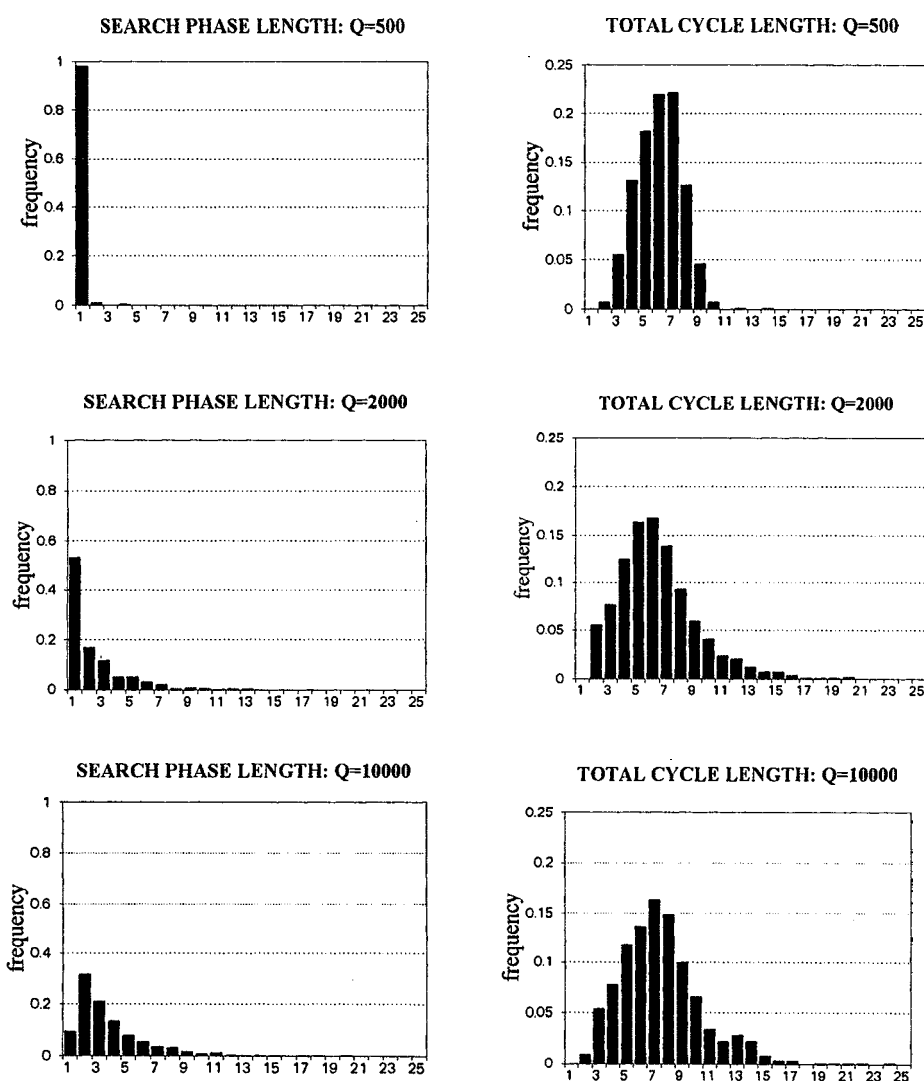 SEARCH PHASE LENGTH: Q=500
1
0.8
0.6
0.4
0.2
0
frequency
1 3 5 7 9 11 13 15 17 19 21 23 25
TOTAL CYCLE LENGTH: Q=500
0.25
0.2
0.15
0.1
0.05
0
frequency
1 3 5 7 9 11 13 15 17 19 21 23 25
SEARCH PHASE LENGTH: Q=2000
1
0.8
0.6
0.4
0.2
0
frequency
1 3 5 7 9 11 13 15 17 19 21 23 25
TOTAL CYCLE LENGTH: Q=2000
0.25
0.2
0.15
0.1
0.05
0
frequency
1 3 5 7 9 11 13 15 17 19 21 23 25
SEARCH PHASE LENGTH: Q=10000
1
0.8
0.6
0.4
0.2
0
frequency
1 3 5 7 9 11 13 15 17 19 21 23 25
TOTAL CYCLE LENGTH: Q=10000
0.25
0.2
0.15
0.1
0.05
0
frequency
1 3 5 7 9 11 13 15 17 19 21 23 25